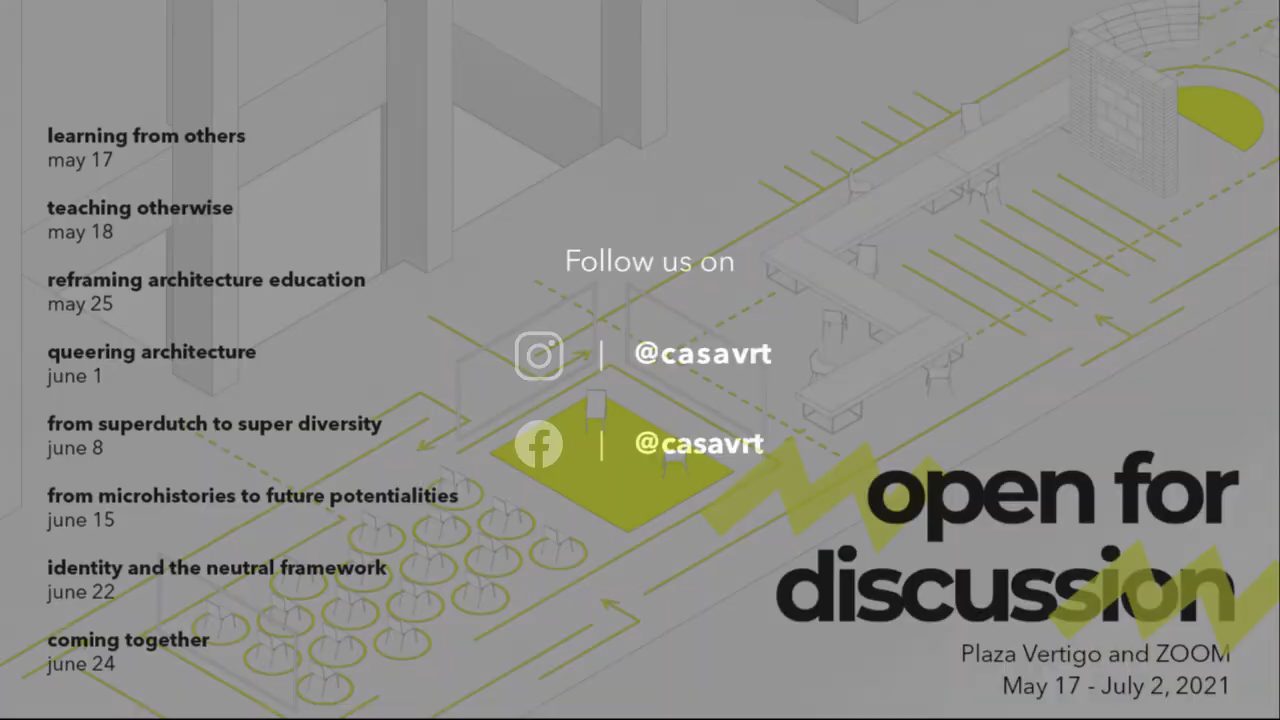 learning from others
may 17
teaching otherwise
may 18
reframing architecture education
may 25
queering architecture
june 1
from superdutch to super diversity
june 8
from microhistories to future potentialities
june 15
identity and the neutral framework
june 22
coming together
june 24
Follow us on
| @casavrt
| @casavrt
open for
discussion
Plaza Vertigo and ZOOM
May 17 - July 2, 2021